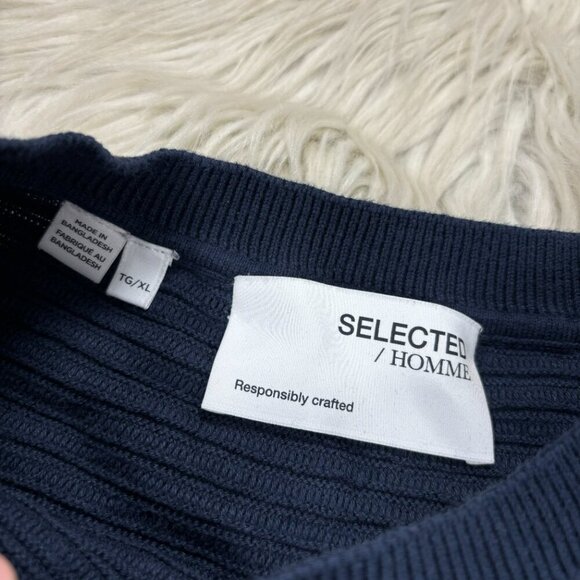 MADE IN
BANGLADESH
FABRIQUÉ AU
BANGLADESH
TG/XL
SELECTED
/ HOMME
Responsibly crafted